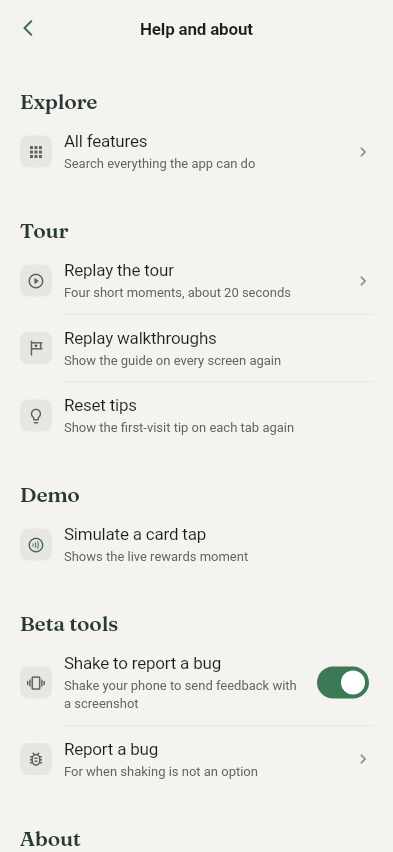 Help and about
Explore
All features
Search everything the app can do
Tour
Replay the tour
Four short moments, about 20 seconds
Replay walkthroughs
Show the guide on every screen again
Reset tips
Show the first-visit tip on each tab again
Demo
Simulate a card tap
Shows the live rewards moment
Beta tools
Shake to report a bug
Shake your phone to send feedback with
a screenshot
Report a bug
For when shaking is not an option
About